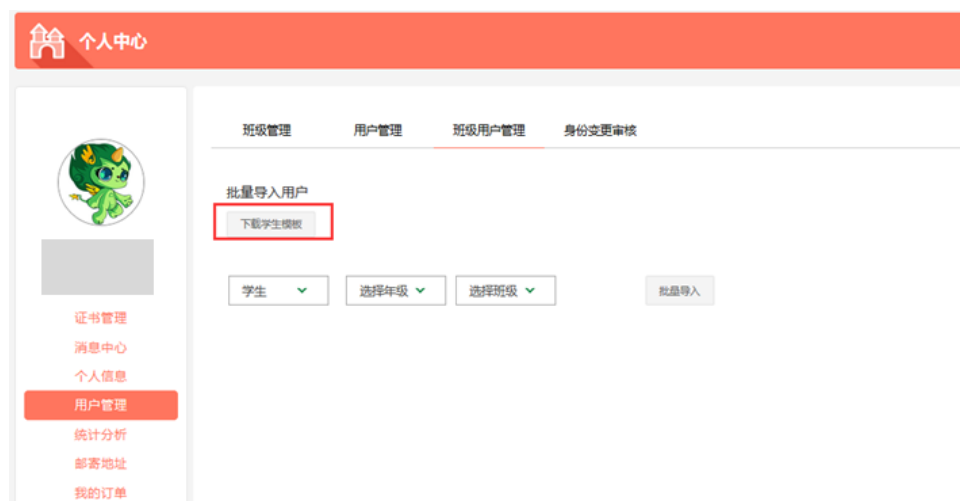 个人中心
班级管理 用户管理 班级用户管理 身份变更审核
批量导入用户
下载学生模板
学生 选择年级 选择班级 批量导入
证书管理
消息中心
个人信息
用户管理
统计分析
邮寄地址
我的订单